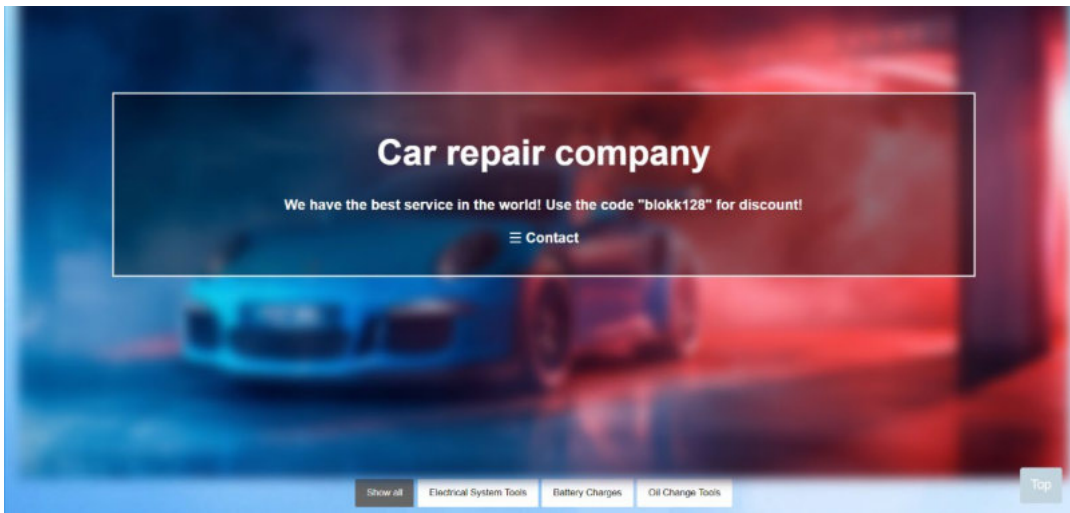 Car repair company
We have the best service in the world! Use the code "blokk128" for discount!
☰ Contact
Show all
Electrical System Tools
Battery Charges
Oil Change Tools
Top